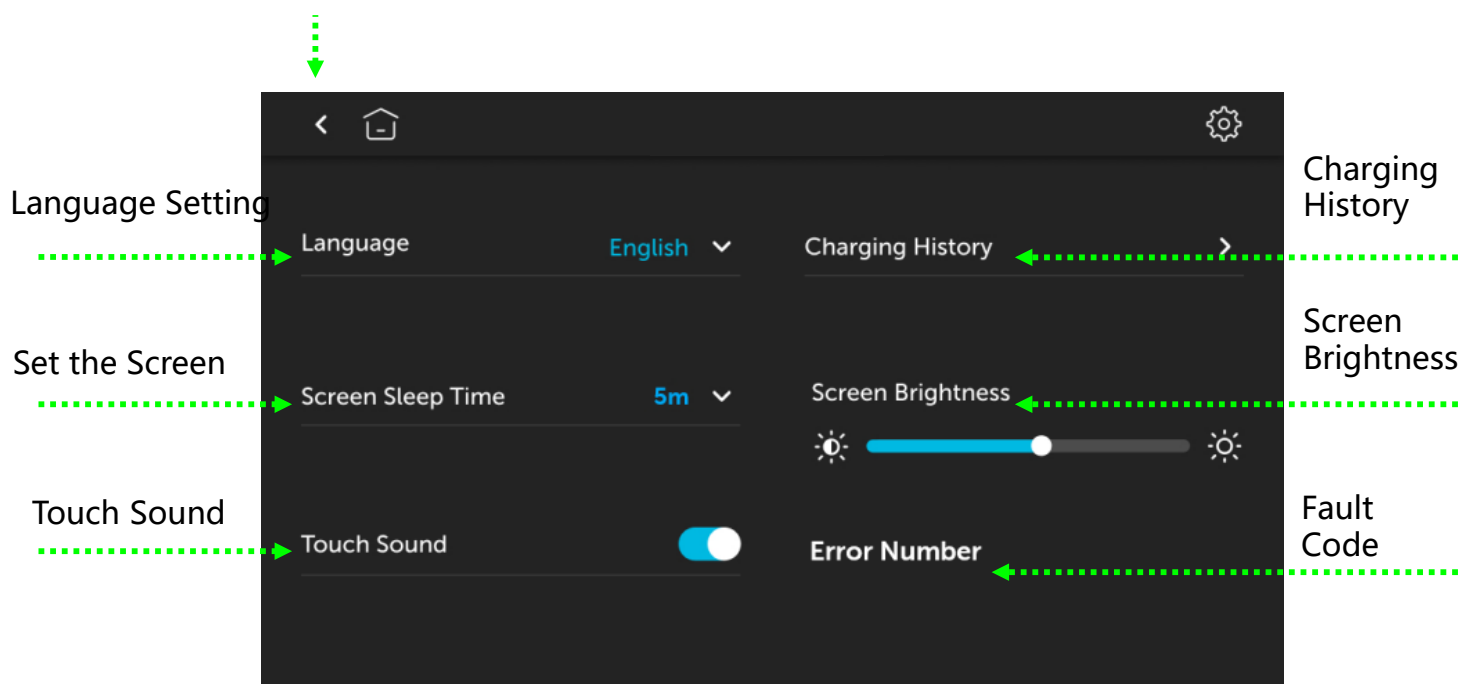 Language Setting
Language
English
Charging History
Charging
History
Set the Screen
Screen Sleep Time
5m
Screen Brightness
Screen
Brightness
Touch Sound
Touch Sound
Error Number
Fault
Code